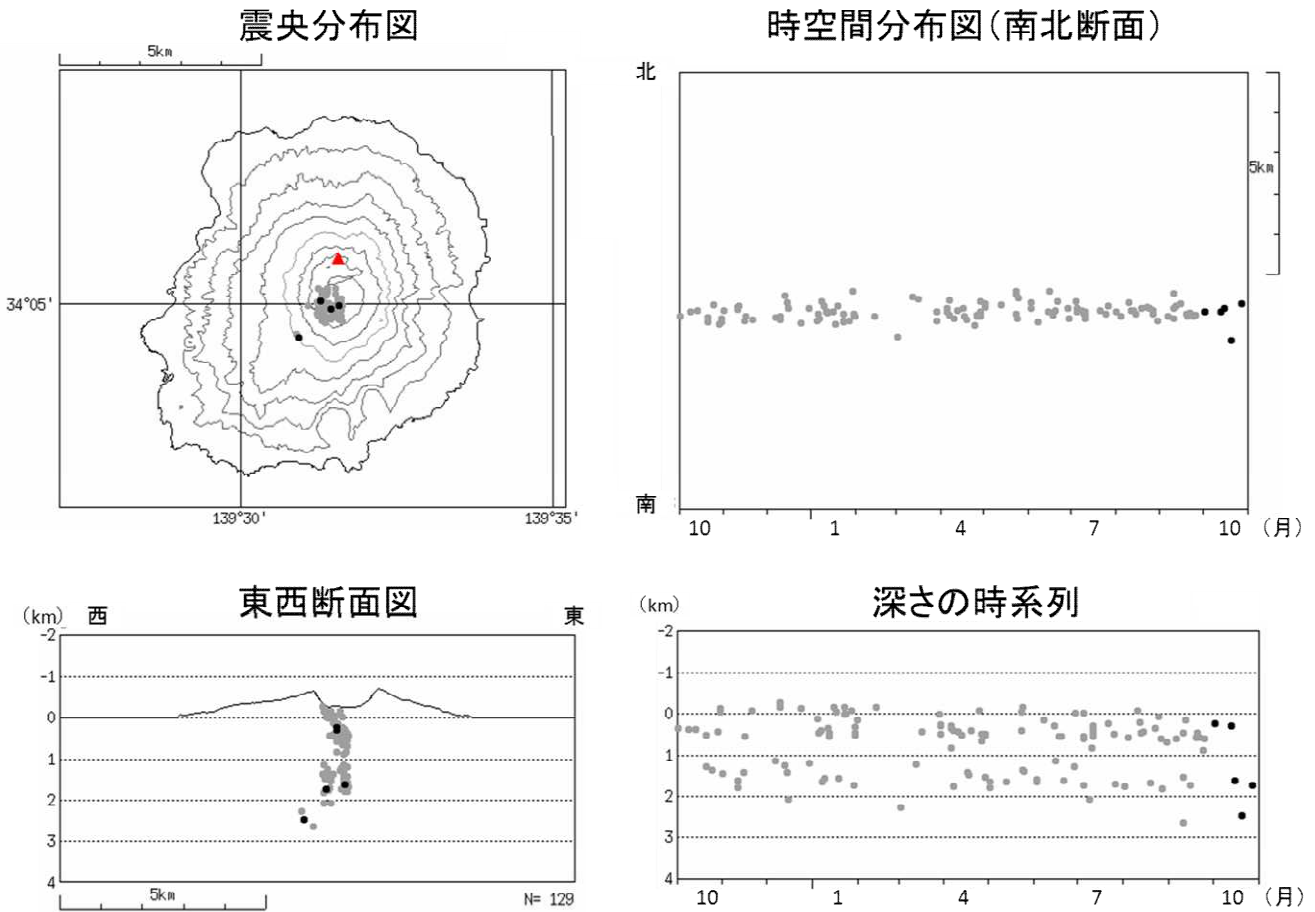 震央分布図
5km
34°05'
139°30'
139°35'
時空間分布図(南北断面)
北
5km
南
10 1 4 7 10 (月)
東西断面図
(km) 西 東
-2
-1
0
1
2
3
4
5km
N= 129
深さの時系列
(km)
-2
-1
0
1
2
3
4
10 1 4 7 10 (月)